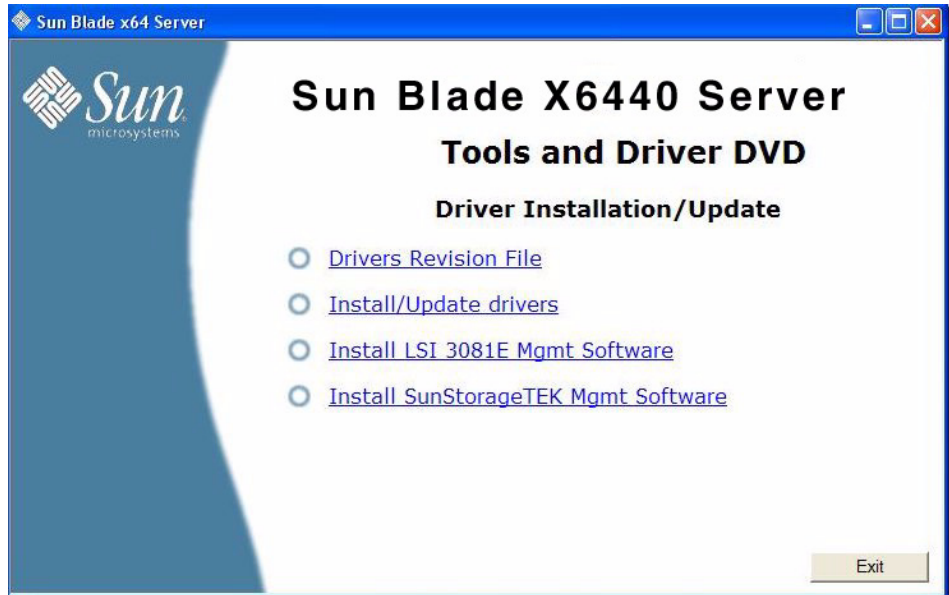 Sun Blade x64 Server
Sun
microsystems
Sun Blade X6440 Server
Tools and Driver DVD
Driver Installation/Update
Drivers Revision File
Install/Update drivers
Install LSI 3081E Mgmt Software
Install SunStorageTEK Mgmt Software
Exit